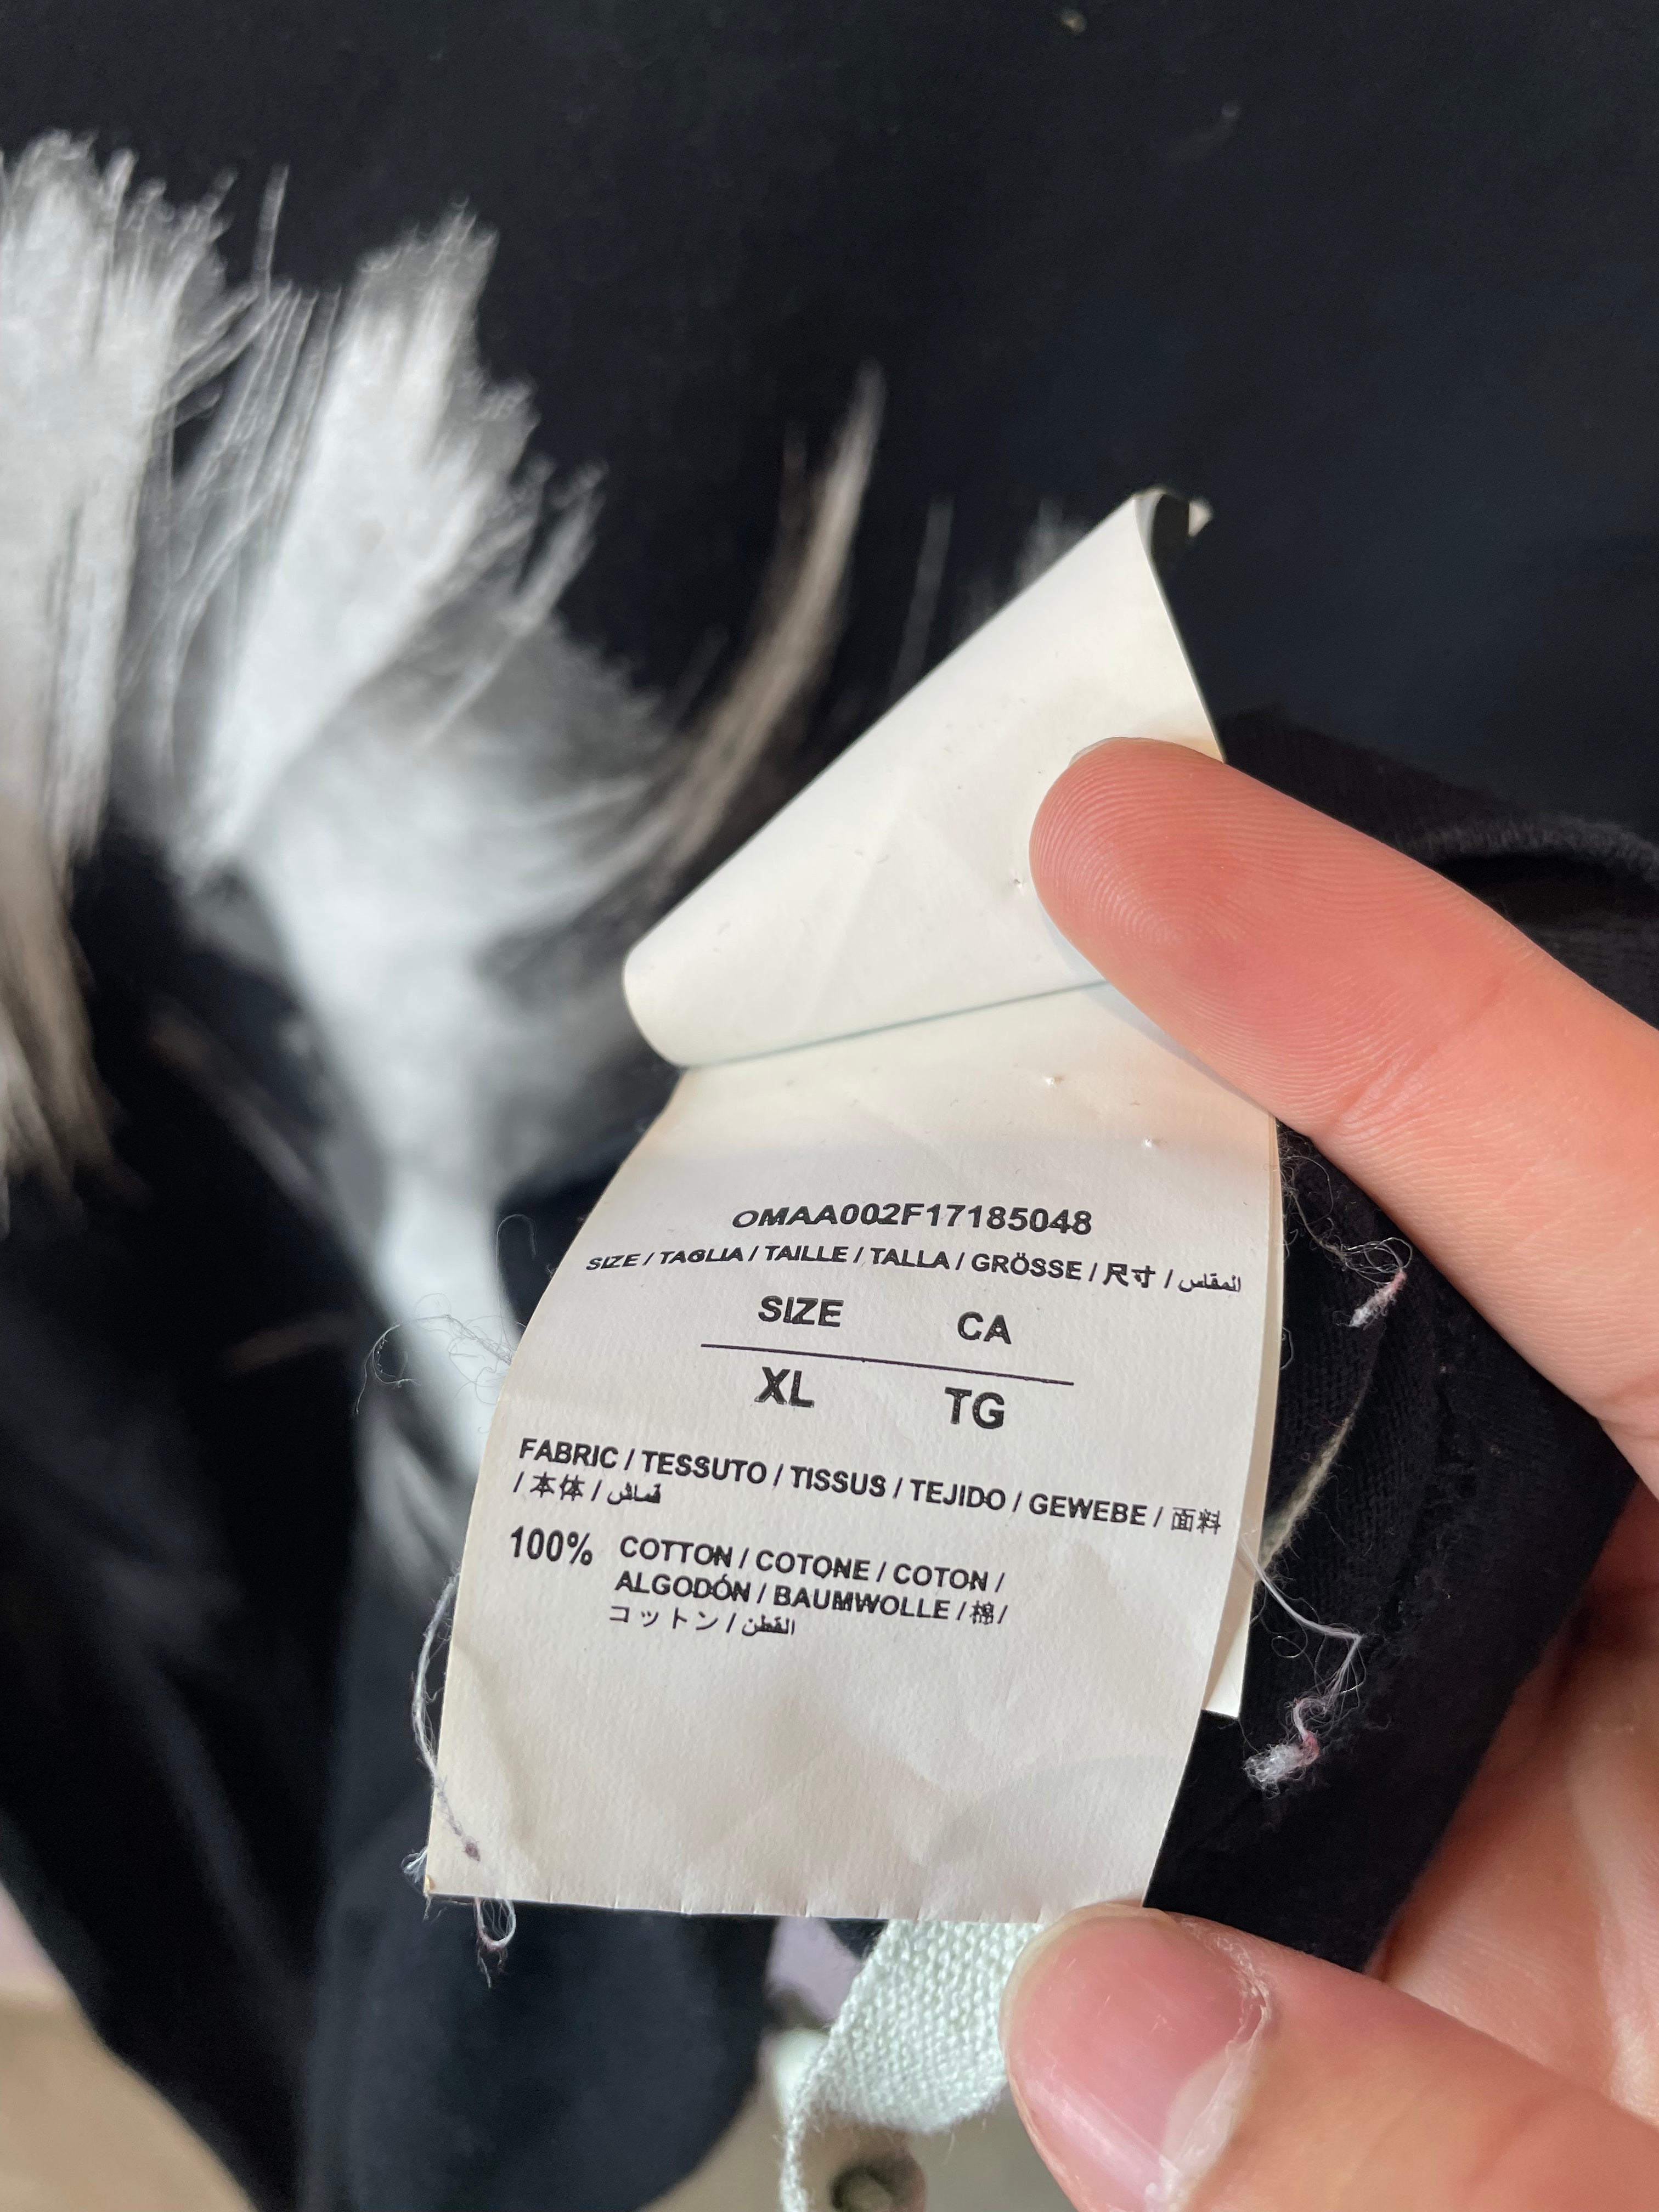 OMAA002F17185048
SIZE / TAGLIA / TAILLE / TALLA / GRÖSSE / 尺寸 / المقاس
SIZE CA
XL TG
FABRIC / TESSUTO / TISSUS / TEJIDO / GEWEBE / 面料
/ 本体 / قماش
100% COTTON / COTONE / COTON /
ALGODÓN / BAUMWOLLE / 棉 /
コットン / القطن